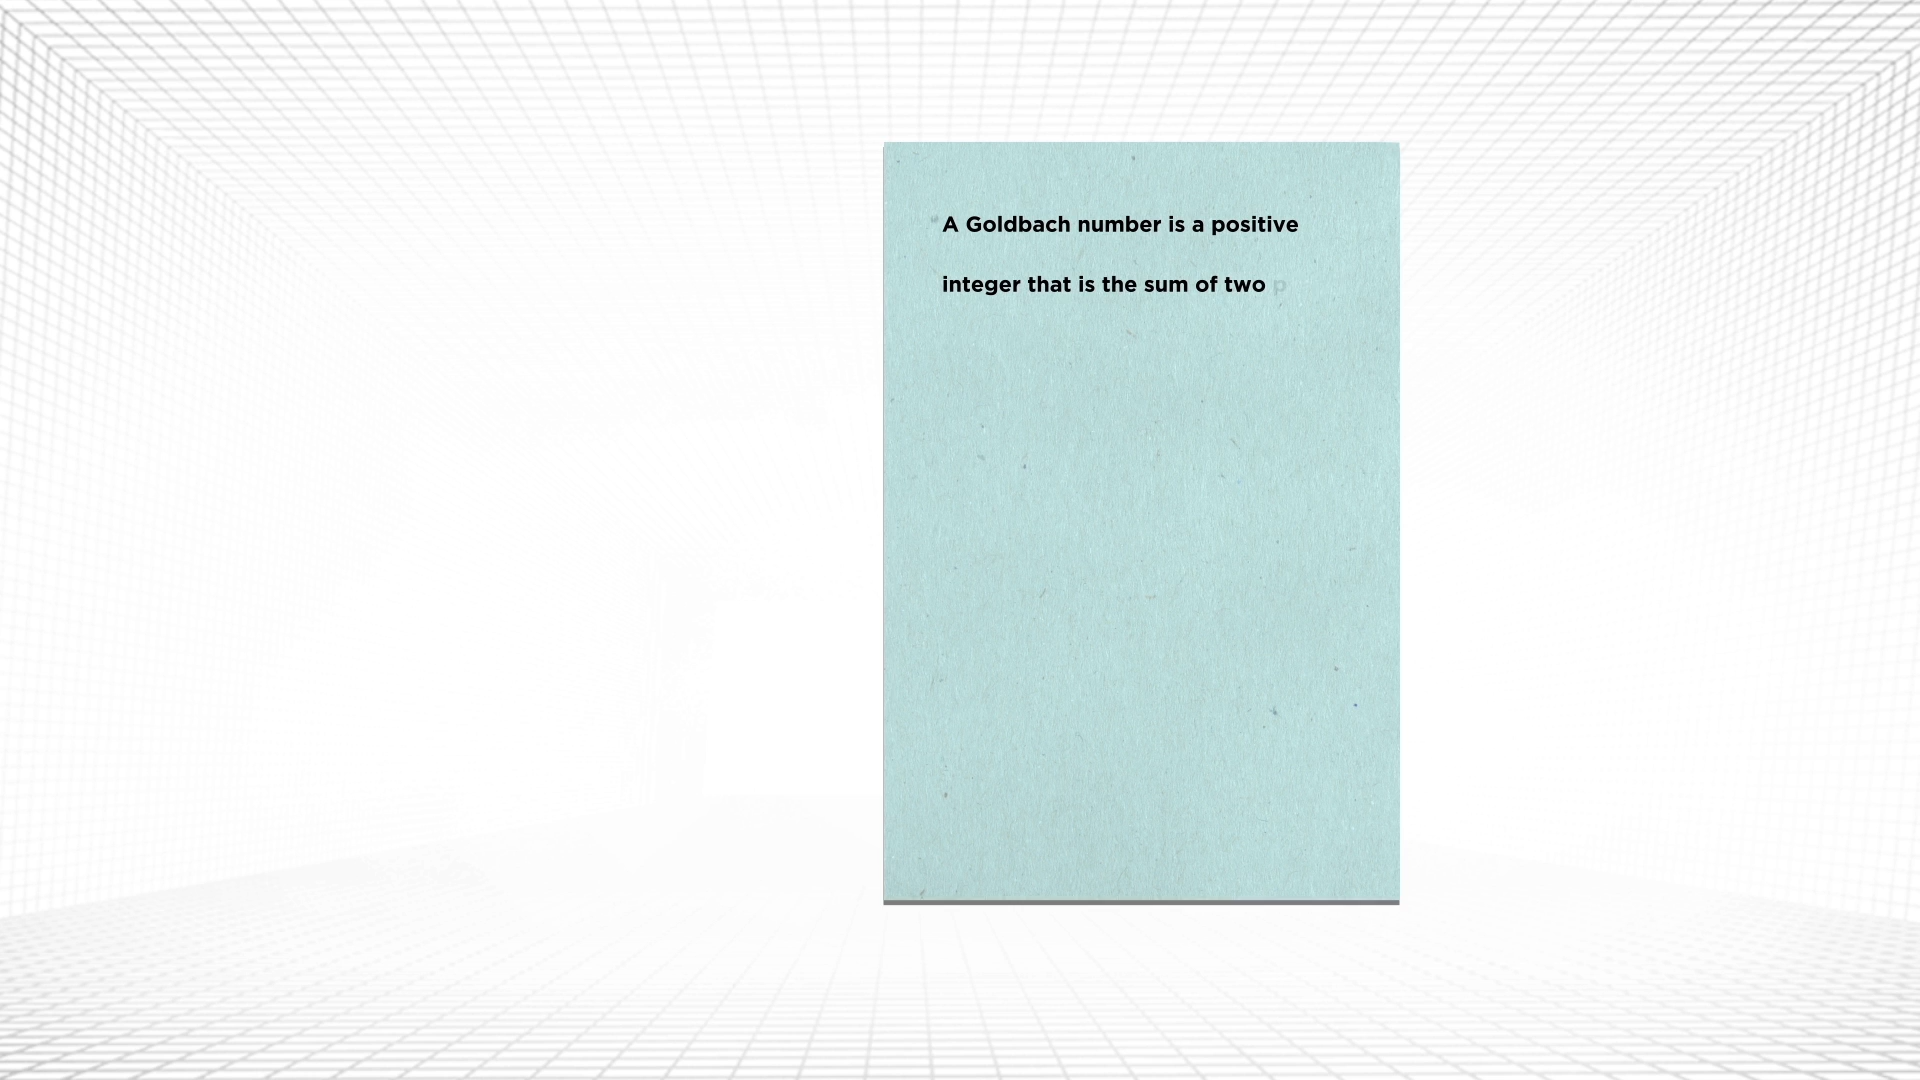 A Goldbach number is a positive
integer that is the sum of two p